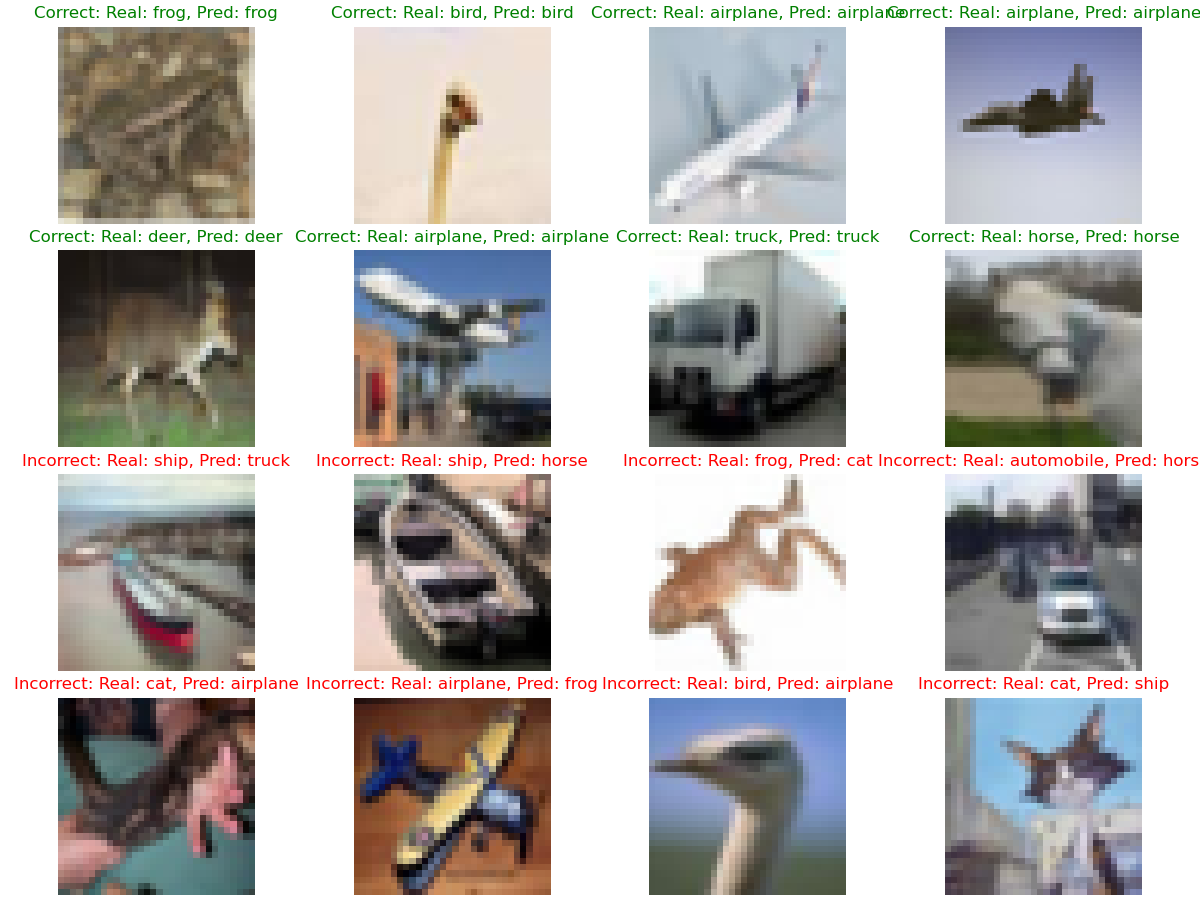 Correct: Real: frog, Pred: frog
Correct: Real: bird, Pred: bird
Correct: Real: airplane, Pred: airplane
Correct: Real: airplane, Pred: airplane
Correct: Real: deer, Pred: deer
Correct: Real: airplane, Pred: airplane
Correct: Real: truck, Pred: truck
Correct: Real: horse, Pred: horse
Incorrect: Real: ship, Pred: truck
Incorrect: Real: ship, Pred: horse
Incorrect: Real: frog, Pred: cat
Incorrect: Real: automobile, Pred: hors
Incorrect: Real: cat, Pred: airplane
Incorrect: Real: airplane, Pred: frog
Incorrect: Real: bird, Pred: airplane
Incorrect: Real: cat, Pred: ship